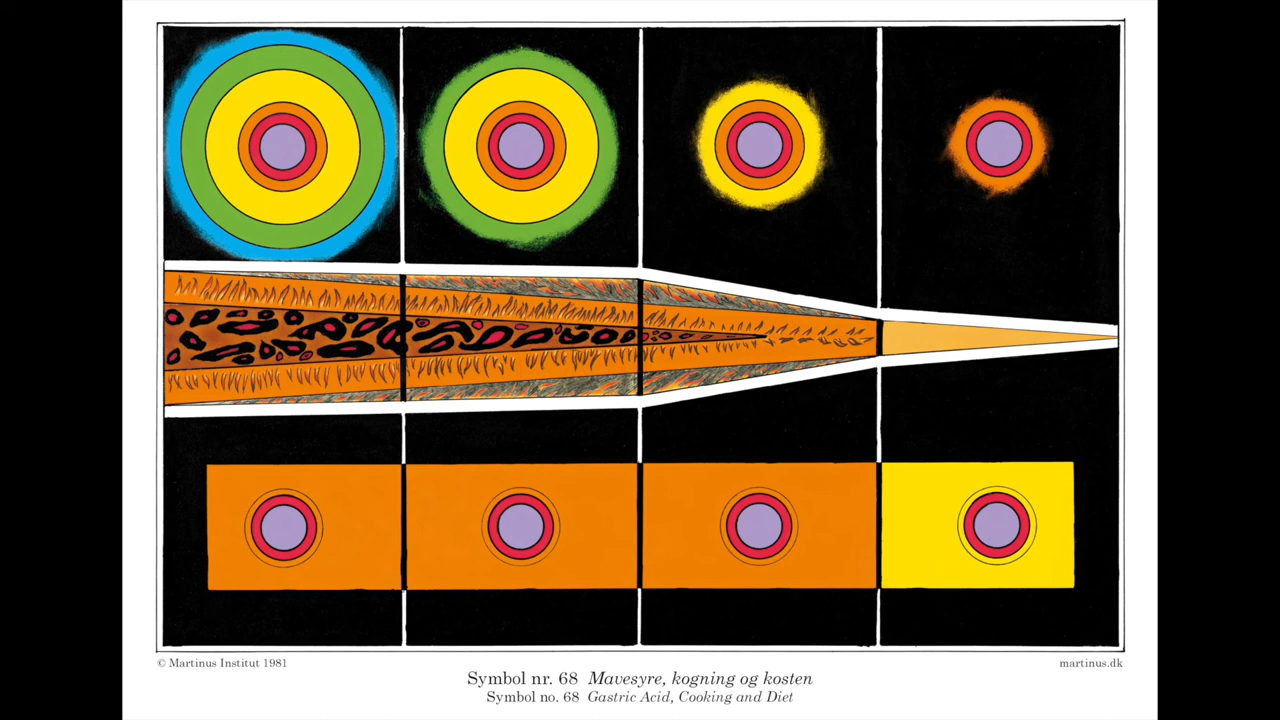 © Martinus Institut 1981
martinus.dk
Symbol nr. 68 Mavesyre, kogning og kosten
Symbol no. 68 Gastric Acid, Cooking and Diet